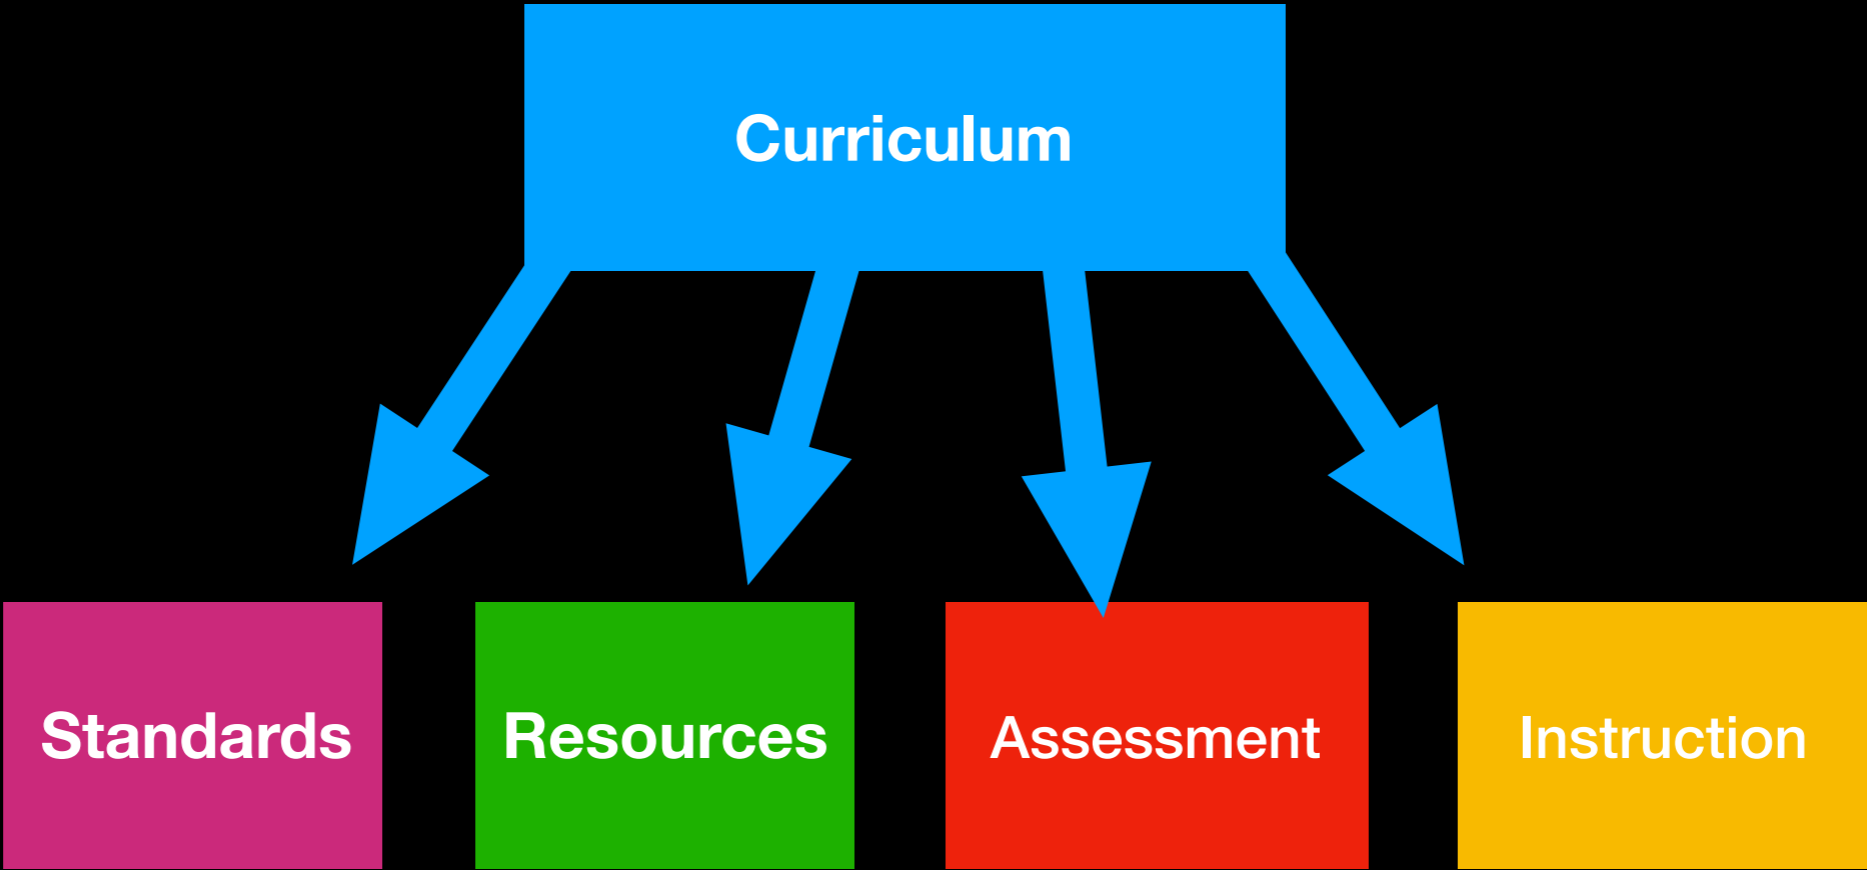 Curriculum
Standards
Resources
Assessment
Instruction